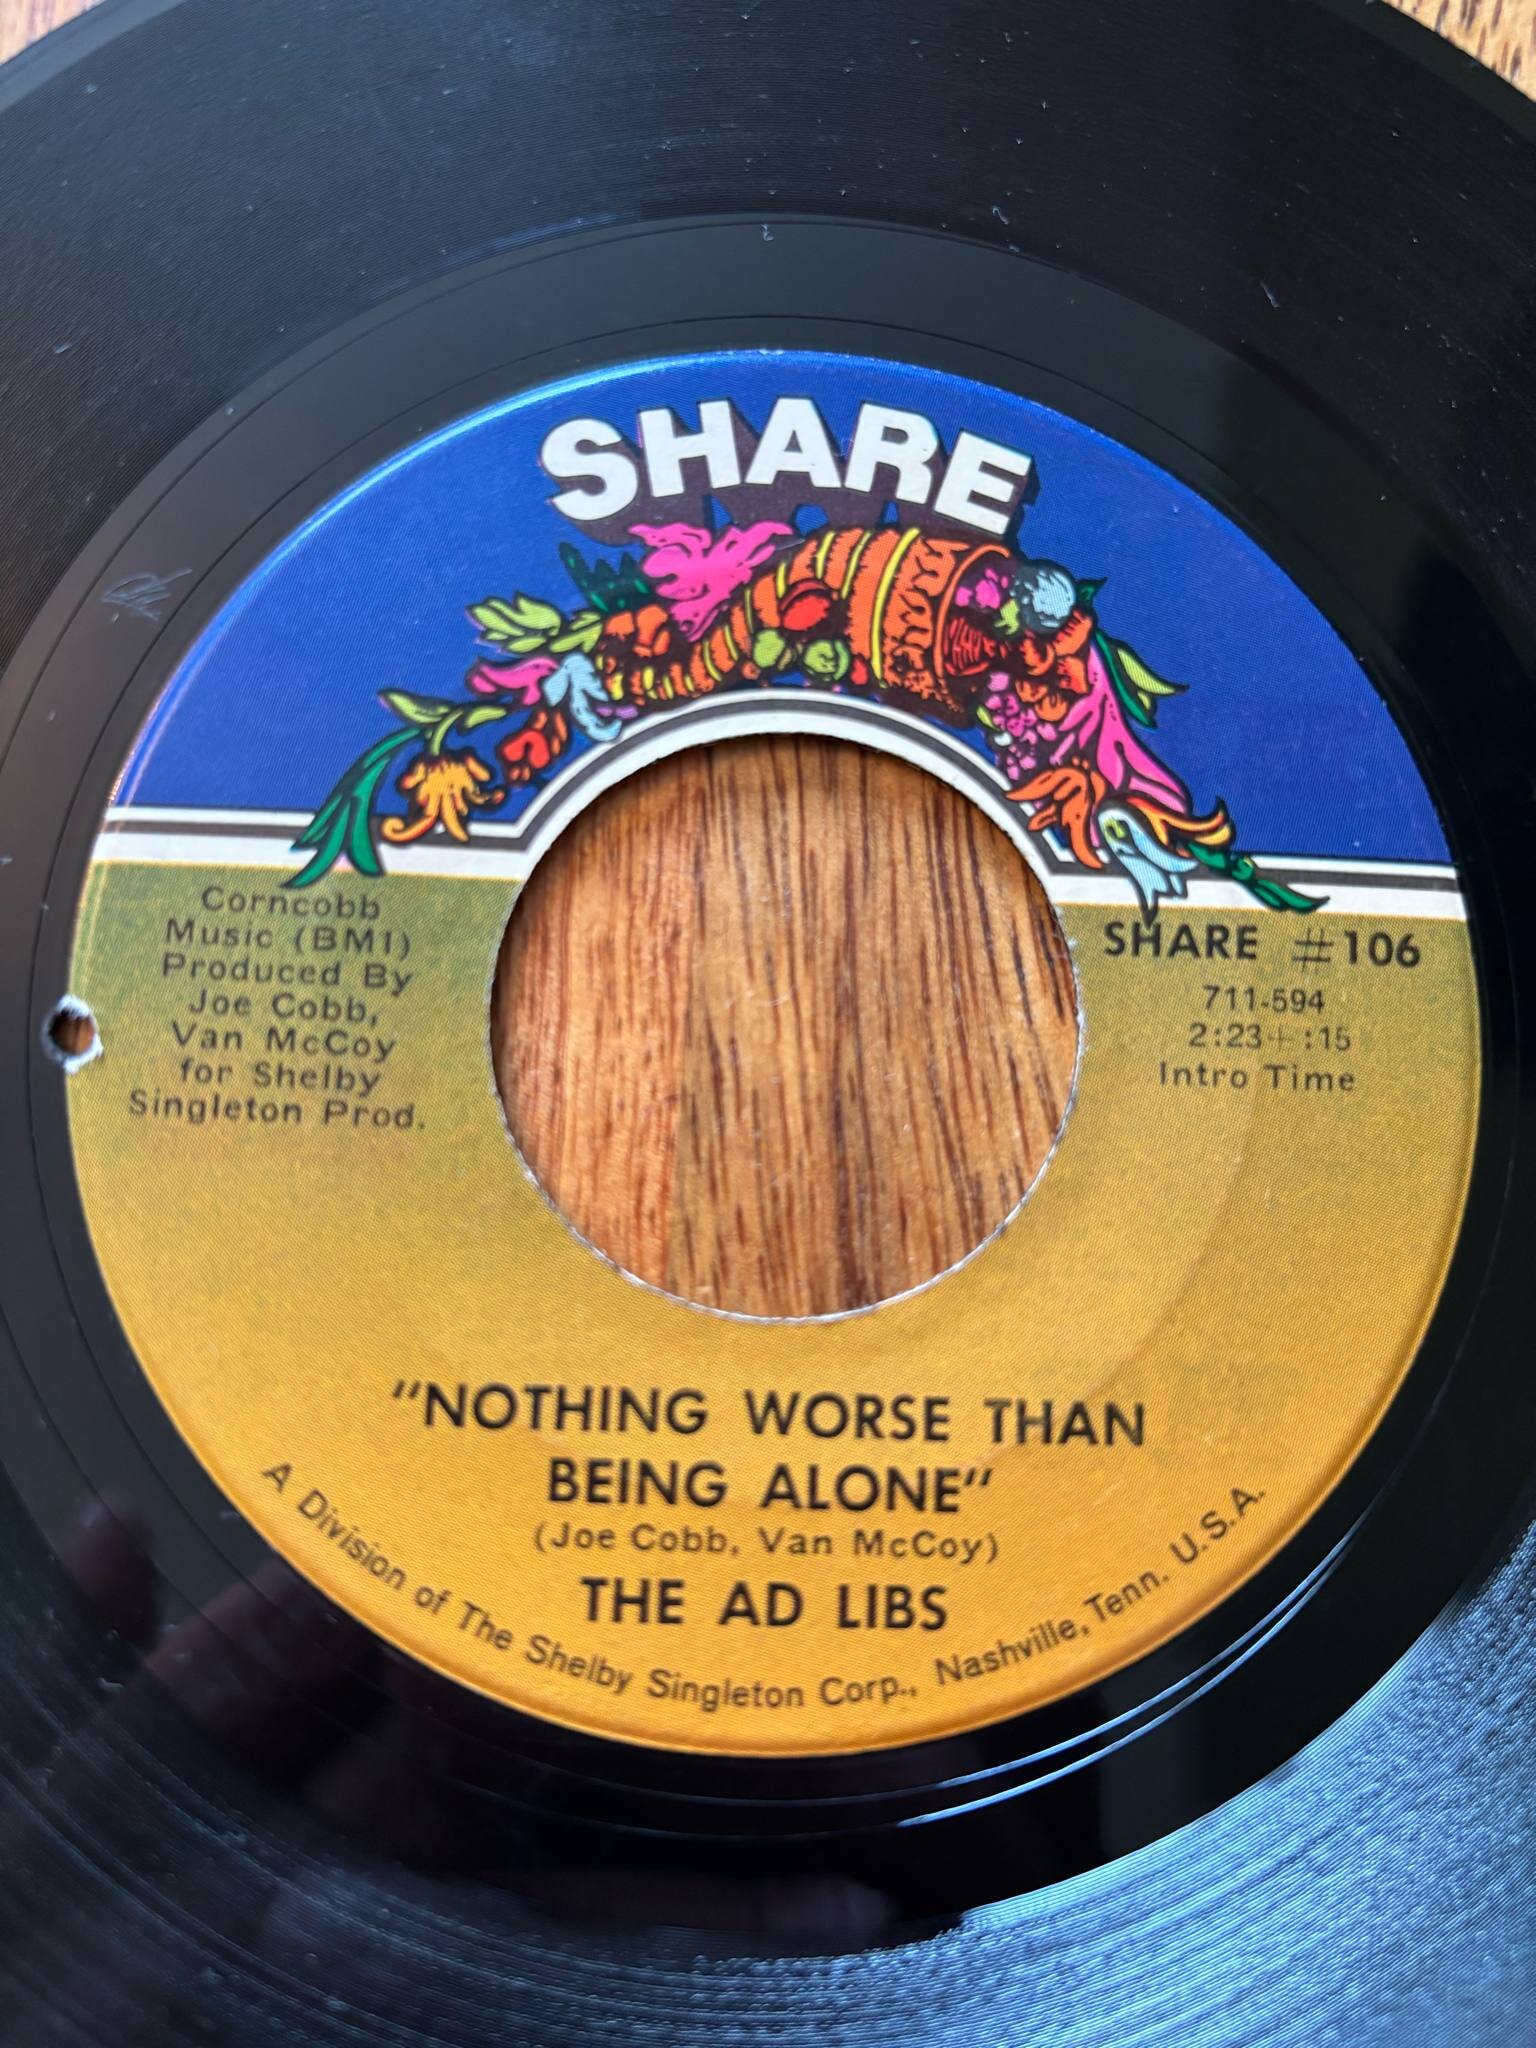 SHARE
Corncobb
Music (BMI)
Produced By
Joe Cobb,
Van McCoy
for Shelby
Singleton Prod.
SHARE #106
711-594
2:23+:15
Intro Time
"NOTHING WORSE THAN
BEING ALONE"
(Joe Cobb, Van McCoy)
THE AD LIBS
A Division of The Shelby Singleton Corp., Nashville, Tenn. U.S.A.